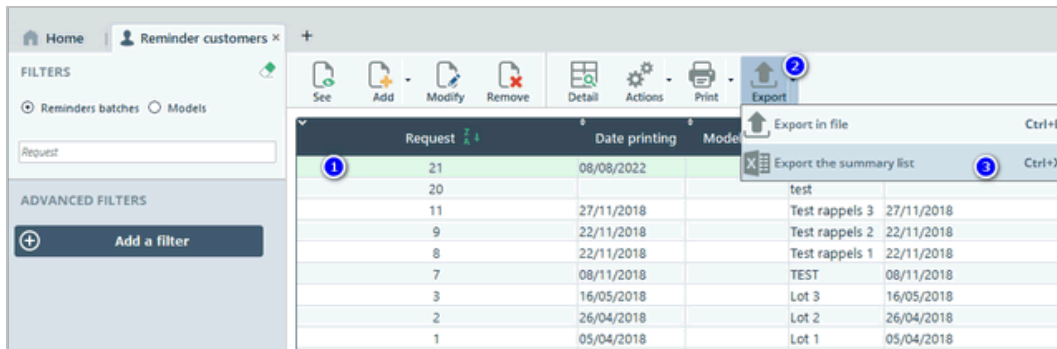 Home
Reminder customers ×
+
FILTERS
Reminders batches
Models
Request
ADVANCED FILTERS
Add a filter
See
Add
Modify
Remove
Detail
Actions
Print
Export
2
Export in file
Export the summary list
3
Request
Date printing
1
21 08/08/2022
20 test
11 27/11/2018 Test rappels 3 27/11/2018
9 22/11/2018 Test rappels 2 22/11/2018
8 22/11/2018 Test rappels 1 22/11/2018
7 08/11/2018 TEST 08/11/2018
3 16/05/2018 Lot 3 16/05/2018
2 26/04/2018 Lot 2 26/04/2018
1 05/04/2018 Lot 1 05/04/2018